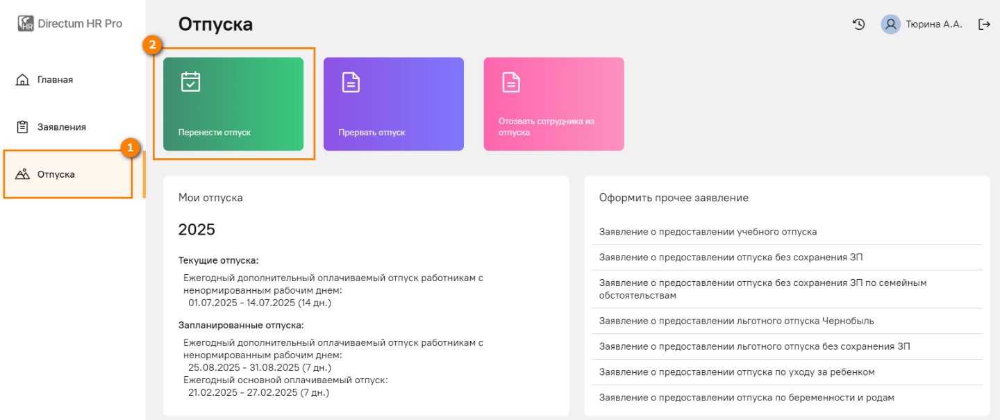 Directum HR Pro
HR
Отпуска
Тюрина А.А.
2
Главная
Заявления
1
Отпуска
Перенести отпуск
Прервать отпуск
Отозвать сотрудника из
отпуска
Мои отпуска
2025
Текущие отпуска:
Ежегодный дополнительный оплачиваемый отпуск работникам с
ненормированным рабочим днем:
01.07.2025 - 14.07.2025 (14 дн.)
Запланированные отпуска:
Ежегодный дополнительный оплачиваемый отпуск работникам с
ненормированным рабочим днем:
25.08.2025 - 31.08.2025 (7 дн.)
Ежегодный основной оплачиваемый отпуск:
21.02.2025 - 27.02.2025 (7 дн.)
Оформить прочее заявление
Заявление о предоставлении учебного отпуска
Заявление о предоставлении отпуска без сохранения ЗП
Заявление о предоставлении отпуска без сохранения ЗП по семейным
обстоятельствам
Заявление о предоставлении льготного отпуска Чернобыль
Заявление о предоставлении льготного отпуска без сохранения ЗП
Заявление о предоставлении отпуска по уходу за ребенком
Заявление о предоставлении отпуска по беременности и родам